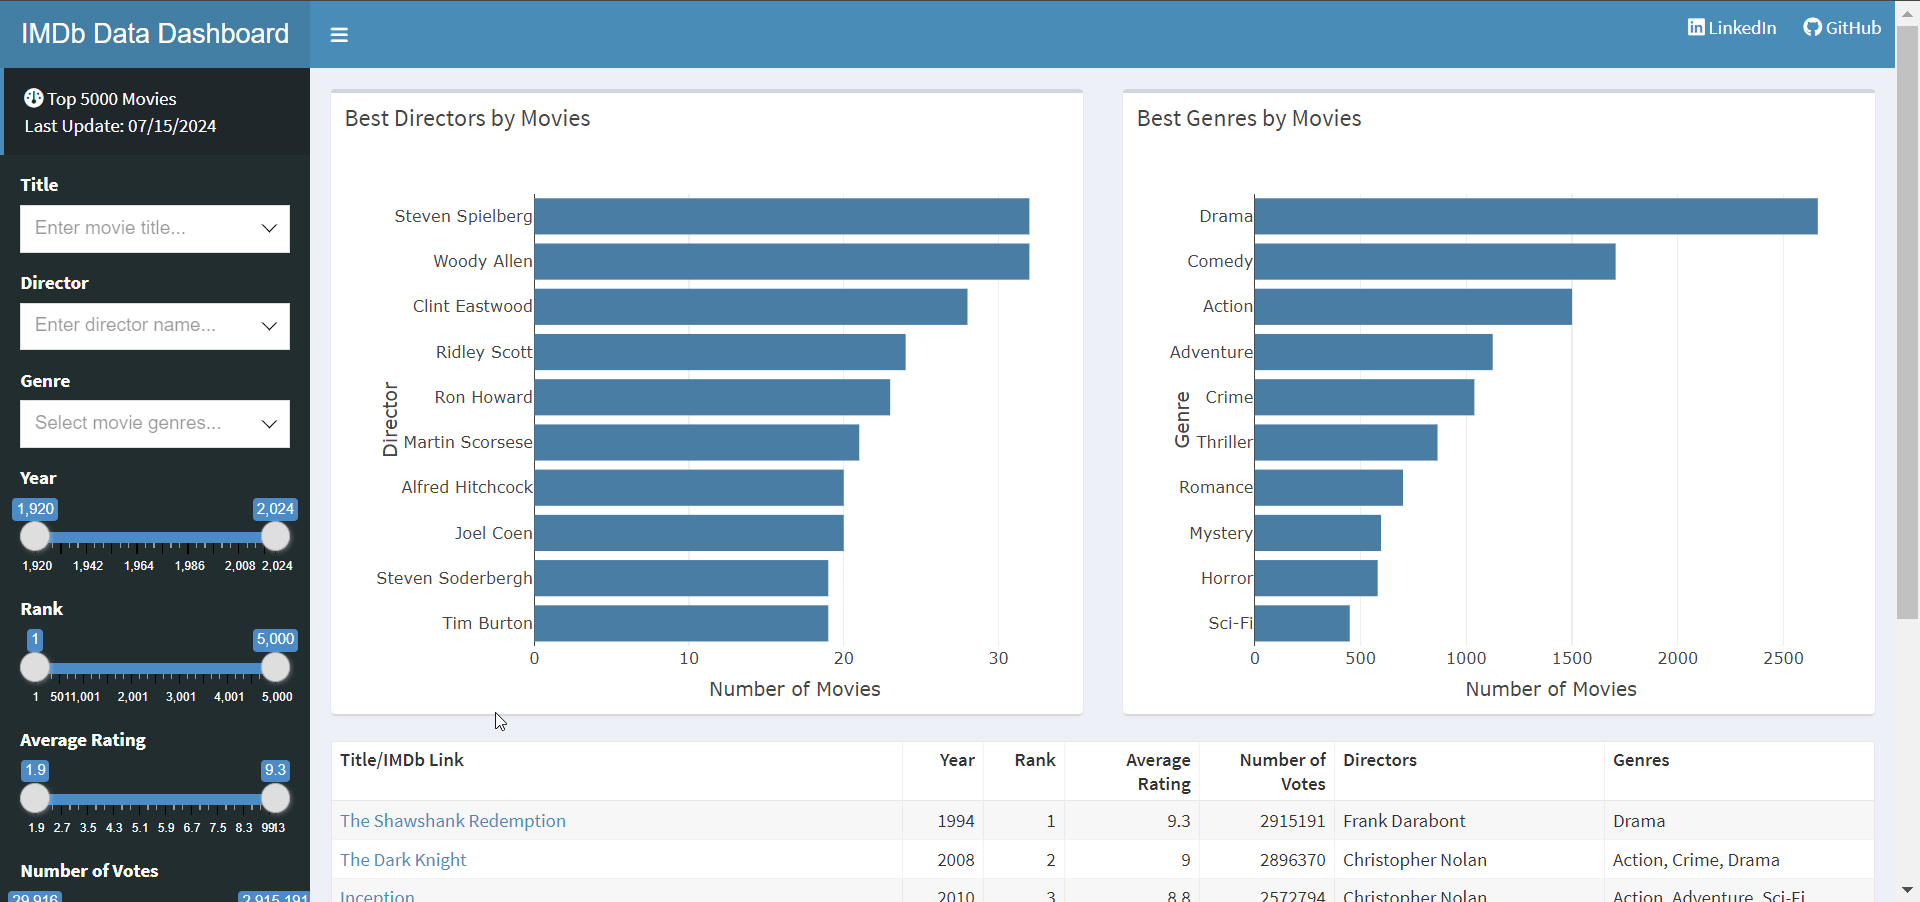 IMDb Data Dashboard
LinkedIn
GitHub
Top 5000 Movies
Last Update: 07/15/2024
Title
Enter movie title...
Director
Enter director name...
Genre
Select movie genres...
Year
1,920 2,024
1,920 1,942 1,964 1,986 2,008 2,024
Rank
1 5,000
1 501 1,001 2,001 3,001 4,001 5,000
Average Rating
1.9 9.3
1.9 2.7 3.5 4.3 5.1 5.9 6.7 7.5 8.3
Number of Votes
29,916 2,915,191
Best Directors by Movies
Director
Steven Spielberg
Woody Allen
Clint Eastwood
Ridley Scott
Ron Howard
Martin Scorsese
Alfred Hitchcock
Joel Coen
Steven Soderbergh
Tim Burton
0 10 20 30
Number of Movies
Best Genres by Movies
Genre
Drama
Comedy
Action
Adventure
Crime
Thriller
Romance
Mystery
Horror
Sci-Fi
0 500 1000 1500 2000 2500
Number of Movies
Title/IMDb Link Year Rank Average Rating Number of Votes Directors Genres
The Shawshank Redemption 1994 1 9.3 2915191 Frank Darabont Drama
The Dark Knight 2008 2 9 2896370 Christopher Nolan Action, Crime, Drama
Inception 2010 3 8.8 2572794 Christopher Nolan Action, Adventure, Sci-Fi